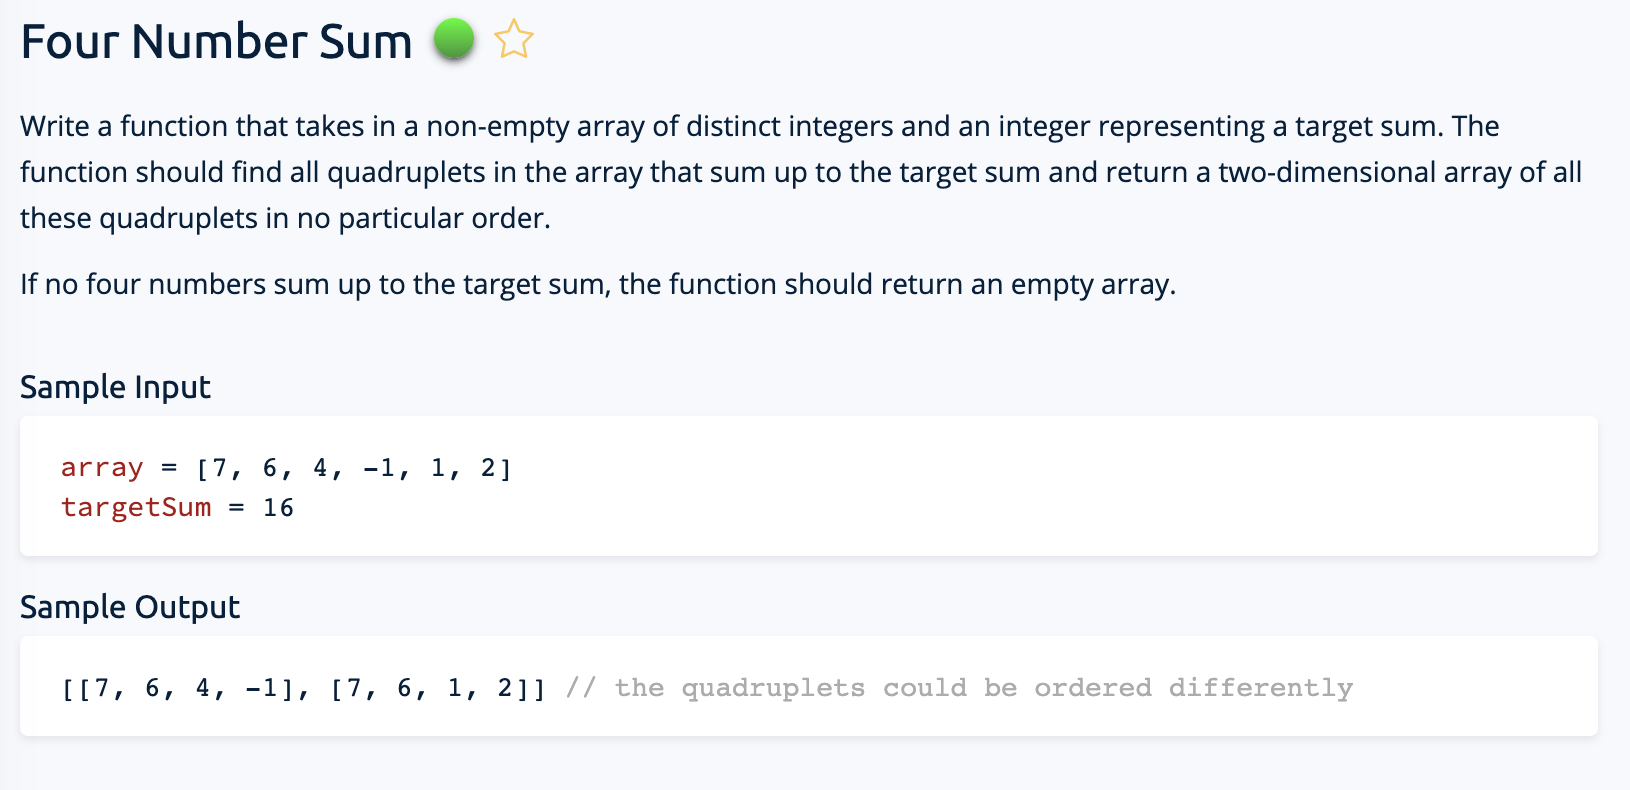 Four Number Sum
Write a function that takes in a non-empty array of distinct integers and an integer representing a target sum. The
function should find all quadruplets in the array that sum up to the target sum and return a two-dimensional array of all
these quadruplets in no particular order.
If no four numbers sum up to the target sum, the function should return an empty array.
Sample Input
array = [7, 6, 4, -1, 1, 2]
targetSum = 16
Sample Output
[[7, 6, 4, -1], [7, 6, 1, 2]] // the quadruplets could be ordered differently